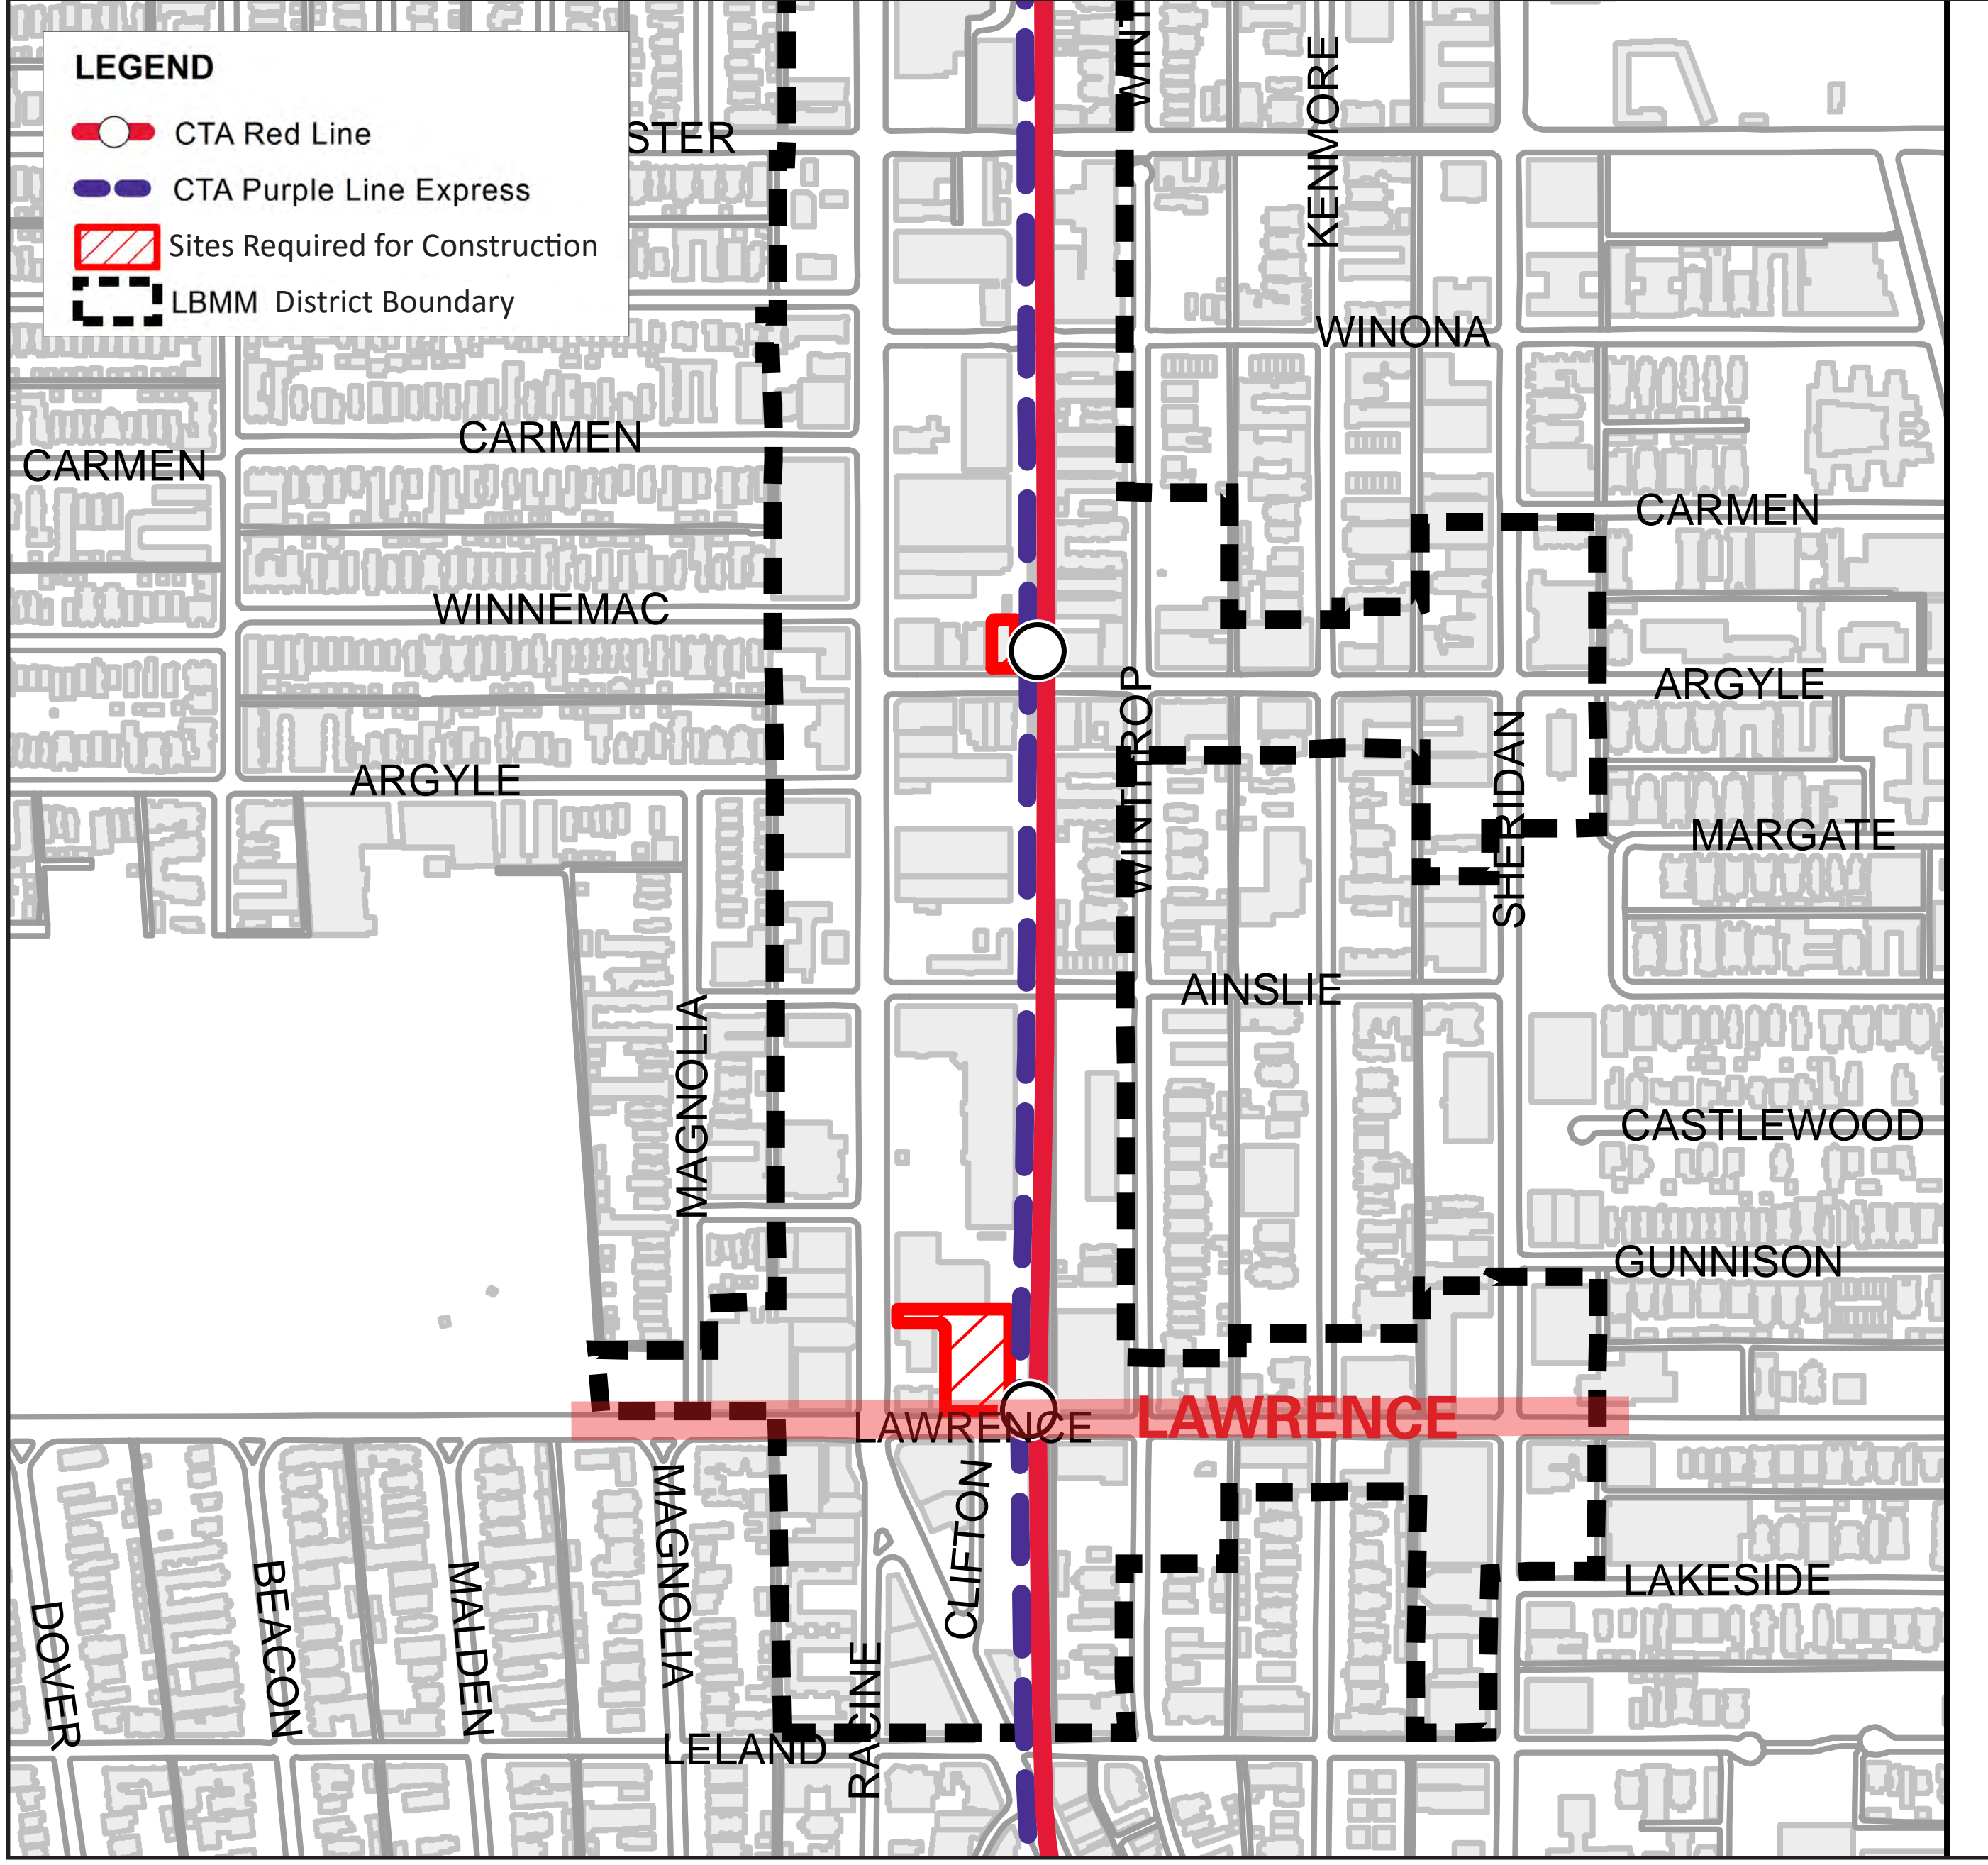 LEGEND
CTA Red Line
CTA Purple Line Express
Sites Required for Construction
LBMM District Boundary
STER
WINT
KENMORE
WINONA
CARMEN
CARMEN
CARMEN
WINNEMAC
ARGYLE
WINTHROP
WINTHROP
ARGYLE
SHERIDAN
MARGATE
AINSLIE
MAGNOLIA
CASTLEWOOD
GUNNISON
LAWRENCE
LAWRENCE
CLIFTON
MAGNOLIA
BEACON
MALDEN
DOVER
RACINE
LAKESIDE
LELAND